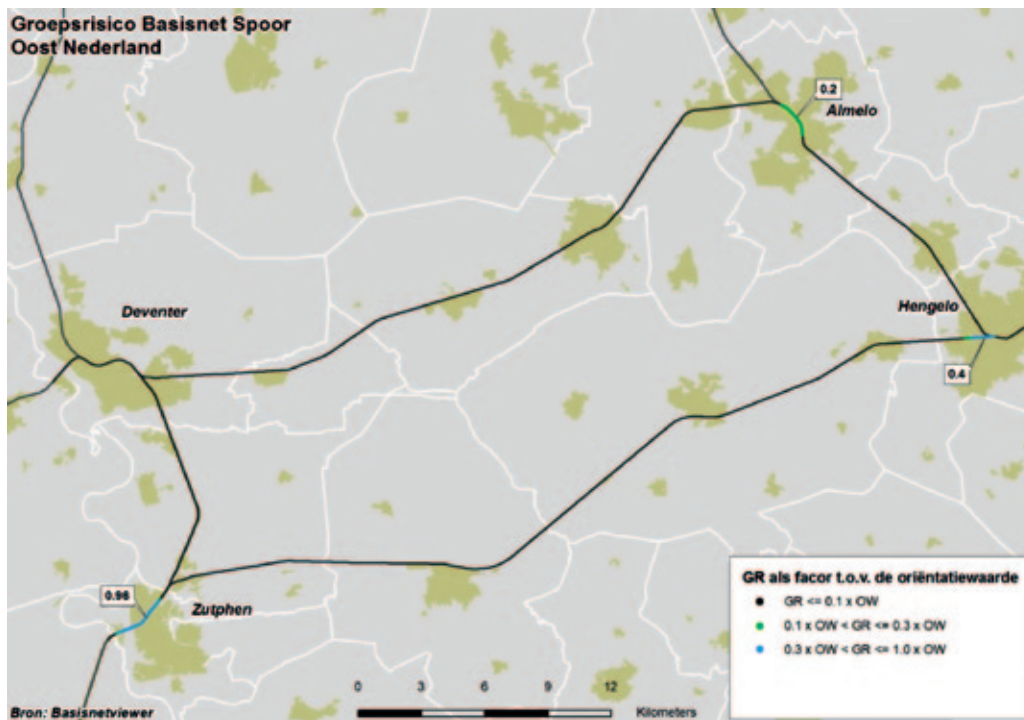 Groepsrisico Basisnet Spoor
Oost Nederland
0.2
Almelo
Deventer
Hengelo
0.4
0.96
Zutphen
GR als facor t.o.v. de oriëntatiewaarde
GR <= 0.1 x OW
0.1 x OW < GR <= 0.3 x OW
0.3 x OW < GR <= 1.0 x OW
0 3 6 9 12
Kilometers
Bron: Basisnetviewer